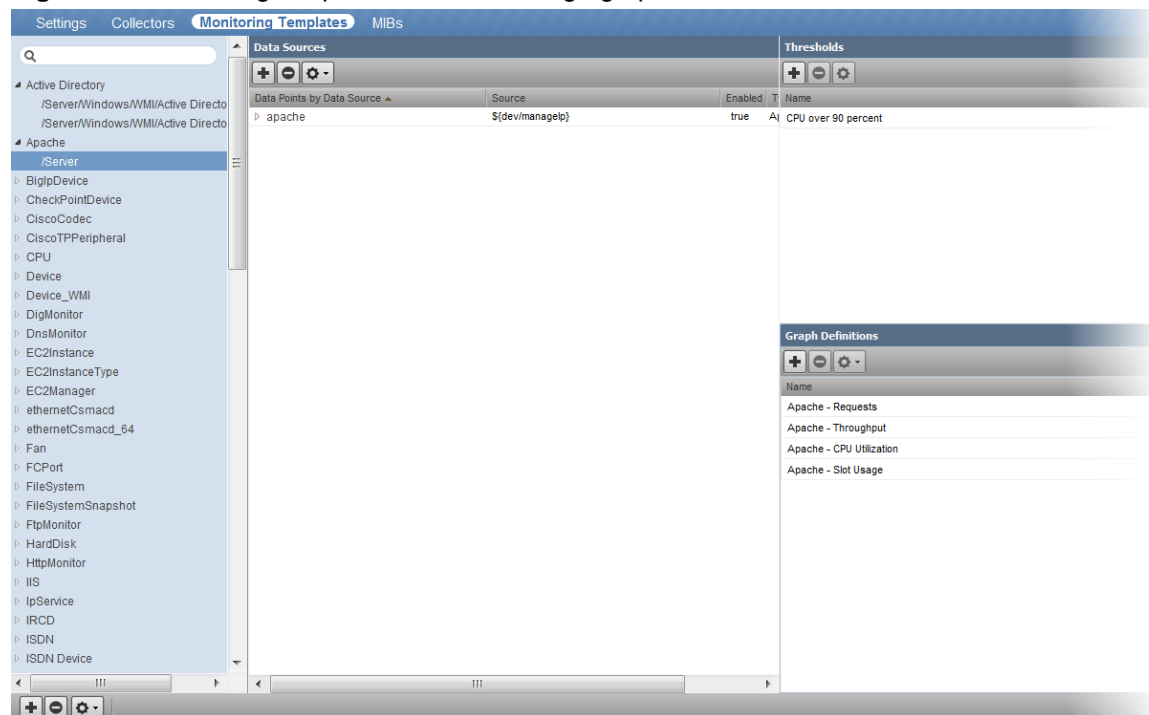 Settings Collectors Monitoring Templates MIBs
Data Sources
Thresholds
Active Directory
/Server/Windows/WMI/Active Directo
/Server/Windows/WMI/Active Directo
Apache
/Server
BigIpDevice
CheckPointDevice
CiscoCodec
CiscoTPPeripheral
CPU
Device
Device_WMI
DigMonitor
DnsMonitor
EC2Instance
EC2InstanceType
EC2Manager
ethernetCsmacd
ethernetCsmacd_64
Fan
FCPort
FileSystem
FileSystemSnapshot
FtpMonitor
HardDisk
HttpMonitor
IIS
IpService
IRCD
ISDN
ISDN Device
Data Points by Data Source Source Enabled T
apache ${dev/manageIp} true Ap
Name
CPU over 90 percent
Graph Definitions
Name
Apache - Requests
Apache - Throughput
Apache - CPU Utilization
Apache - Slot Usage